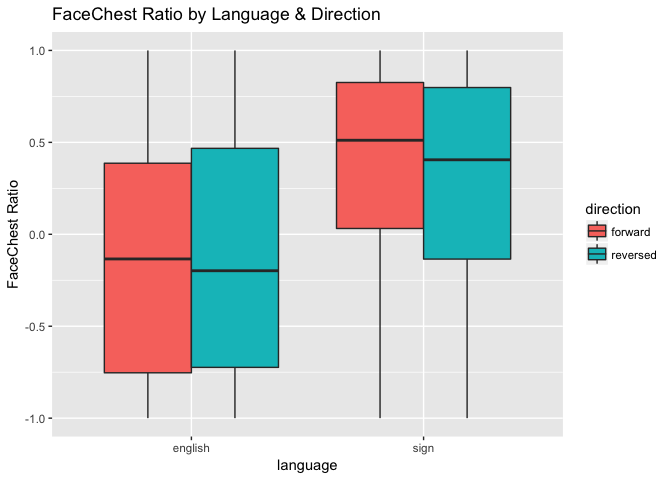 FaceChest Ratio by Language & Direction
1.0
0.5
0.0
-0.5
-1.0
FaceChest Ratio
english
sign
language
direction
forward
reversed